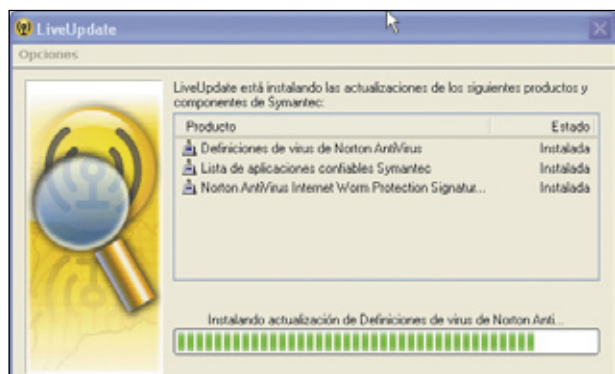 LiveUpdate
Opciones
LiveUpdate está instalando las actualizaciones de los siguientes productos y
componentes de Symantec:
Producto Estado
Definiciones de virus de Norton AntiVirus Instalada
Lista de aplicaciones confiables Symantec Instalada
Norton AntiVirus Internet Worm Protection Signatur... Instalada
Instalando actualización de Definiciones de virus de Norton Anti...